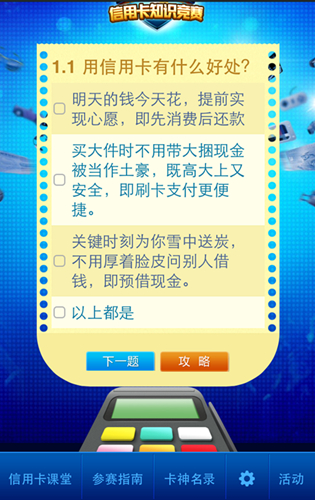 信用卡知识竞赛
1.1 用信用卡有什么好处?
明天的钱今天花，提前实
现心愿，即先消费后还款
买大件时不用带大捆现金
被当作土豪，既高大上又
安全，即刷卡支付更便
捷。
关键时刻为你雪中送炭，
不用厚着脸皮问别人借
钱，即预借现金。
以上都是
下一题 攻 略
信用卡课堂 参赛指南 卡神名录 活动